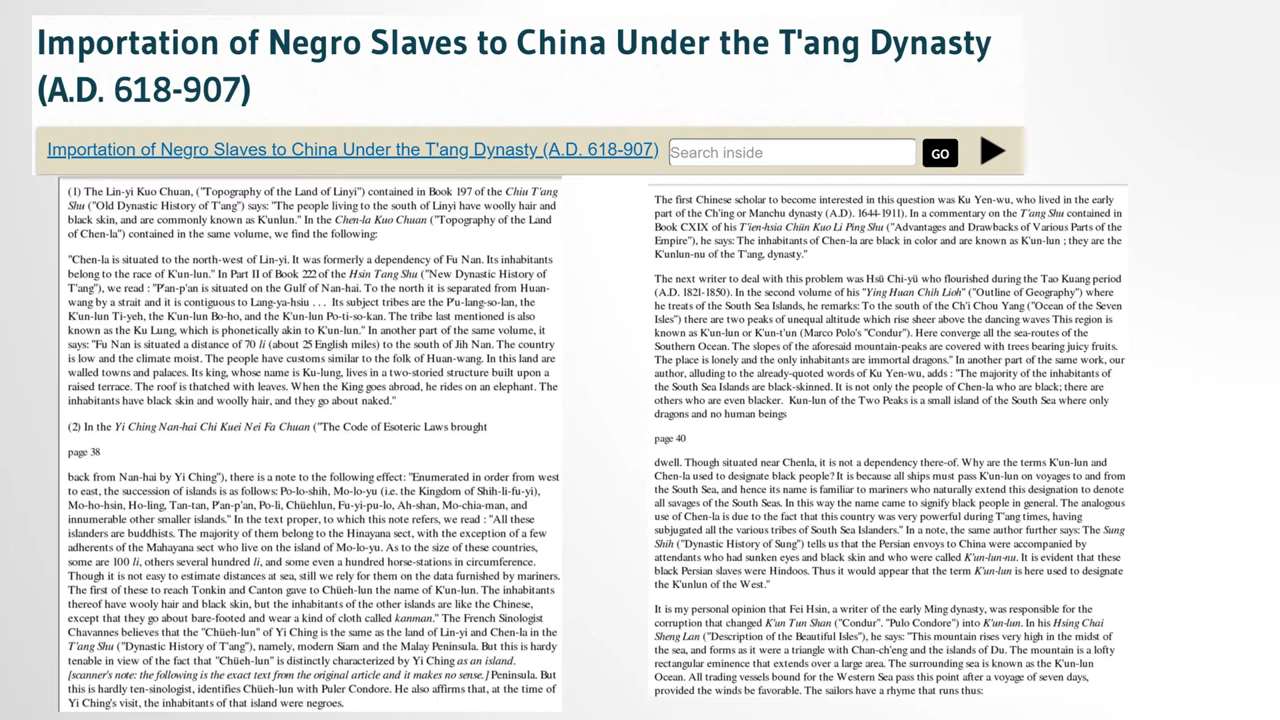 Importation of Negro Slaves to China Under the T'ang Dynasty
(A.D. 618-907)
Importation of Negro Slaves to China Under the T'ang Dynasty (A.D. 618-907)
Search inside
GO
(1) The Lin-yi Kuo Chuan, ("Topography of the Land of Linyi") contained in Book 197 of the Chiu T'ang
Shu ("Old Dynastic History of T'ang") says: "The people living to the south of Linyi have woolly hair and
black skin, and are commonly known as K'unlun." In the Chen-la Kuo Chuan ("Topography of the Land
of Chen-la") contained in the same volume, we find the following:
"Chen-la is situated to the north-west of Lin-yi. It was formerly a dependency of Fu Nan. Its inhabitants
belong to the race of K'un-lun." In Part II of Book 222 of the Hsin Tang Shu ("New Dynastic History of
T'ang"), we read : "P'an-p'an is situated on the Gulf of Nan-hai. To the north it is separated from Huan-
wang by a strait and it is contiguous to Lang-ya-hsiu . . . Its subject tribes are the P'u-lang-so-lan, the
K'un-lun Ti-yeh, the K'un-lun Bo-ho, and the K'un-lun Po-ti-so-kan. The tribe last mentioned is also
known as the Ku Lung, which is phonetically akin to K'un-lun." In another part of the same volume, it
says: "Fu Nan is situated a distance of 70 li (about 25 English miles) to the south of Jih Nan. The country
is low and the climate moist. The people have customs similar to the folk of Huan-wang. In this land are
walled towns and palaces. Its king, whose name is Ku-lung, lives in a two-storied structure built upon a
raised terrace. The roof is thatched with leaves. When the King goes abroad, he rides on an elephant. The
inhabitants have black skin and woolly hair, and they go about naked."
(2) In the Yi Ching Nan-hai Chi Kuei Nei Fa Chuan ("The Code of Esoteric Laws brought
page 38
back from Nan-hai by Yi Ching"), there is a note to the following effect: "Enumerated in order from west
to east, the succession of islands is as follows: Po-lo-shih, Mo-lo-yu (i.e. the Kingdom of Shih-li-fu-yi),
Mo-ho-hsin, Ho-ling, Tan-tan, P'an-p'an, Po-li, Chüehlun, Fu-yi-pu-lo, Ah-shan, Mo-chia-man, and
innumerable other smaller islands." In the text proper, to which this note refers, we read : "All these
islanders are buddhists. The majority of them belong to the Hinayana sect, with the exception of a few
adherents of the Mahayana sect who live on the island of Mo-lo-yu. As to the size of these countries,
some are 100 li, others several hundred li, and some even a hundred horse-stations in circumference.
Though it is not easy to estimate distances at sea, still we rely for them on the data furnished by mariners.
The first of these to reach Tonkin and Canton gave to Chüeh-lun the name of K'un-lun. The inhabitants
thereof have wooly hair and black skin, but the inhabitants of the other islands are like the Chinese,
except that they go about bare-footed and wear a kind of cloth called kanman." The French Sinologist
Chavannes believes that the "Chüeh-lun" of Yi Ching is the same as the land of Lin-yi and Chen-la in the
T'ang Shu ("Dynastic History of T'ang"), namely, modern Siam and the Malay Peninsula. But this is hardy
tenable in view of the fact that "Chüeh-lun" is distinctly characterized by Yi Ching as an island.
[scanner's note: the following is the exact text from the original article and it makes no sense.] Peninsula. But
this is hardly ten-sinologist, identifies Chüeh-lun with Puler Condore. He also affirms that, at the time of
Yi Ching's visit, the inhabitants of that island were negroes.
The first Chinese scholar to become interested in this question was Ku Yen-wu, who lived in the early
part of the Ch'ing or Manchu dynasty (A.D). 1644-1911). In a commentary on the T'ang Shu contained in
Book CXIX of his T'ien-hsia Chün Kuo Li Ping Shu ("Advantages and Drawbacks of Various Parts of the
Empire"), he says: The inhabitants of Chen-la are black in color and are known as K'un-lun ; they are the
K'unlun-nu of the T'ang, dynasty."
The next writer to deal with this problem was Hsü Chi-yü who flourished during the Tao Kuang period
(A.D. 182I-1850). In the second volume of his "Ying Huan Chih Lioh" ("Outline of Geography") where
he treats of the South Sea Islands, he remarks: To the south of the Ch'i Chou Yang ("Ocean of the Seven
Isles") there are two peaks of unequal altitude which rise sheer above the dancing waves This region is
known as K'un-lun or K'un-t'un (Marco Polo's "Condur"). Here converge all the sea-routes of the
Southern Ocean. The slopes of the aforesaid mountain-peaks are covered with trees bearing juicy fruits.
The place is lonely and the only inhabitants are immortal dragons." In another part of the same work, our
author, alluding to the already-quoted words of Ku Yen-wu, adds : "The majority of the inhabitants of
the South Sea Islands are black-skinned. It is not only the people of Chen-la who are black; there are
others who are even blacker. Kun-lun of the Two Peaks is a small island of the South Sea where only
dragons and no human beings
page 40
dwell. Though situated near Chenla, it is not a dependency there-of. Why are the terms K'un-lun and
Chen-la used to designate black people? It is because all ships must pass K'un-lun on voyages to and from
the South Sea, and hence its name is familiar to mariners who naturally extend this designation to denote
all savages of the South Seas. In this way the name came to signify black people in general. The analogous
use of Chen-la is due to the fact that this country was very powerful during T'ang times, having
subjugated all the various tribes of South Sea Islanders." In a note, the same author further says: The Sung
Shih ("Dynastic History of Sung") tells us that the Persian envoys to China were accompanied by
attendants who had sunken eyes and black skin and who were called K'un-lun-nu. It is evident that these
black Persian slaves were Hindoos. Thus it would appear that the term K'un-lun is here used to designate
the K'unlun of the West."
It is my personal opinion that Fei Hsin, a writer of the early Ming dynasty, was responsible for the
corruption that changed K'un Tun Shan ("Condur". "Pulo Condore") into K'un-lun. In his Hsing Chai
Sheng Lan ("Description of the Beautiful Isles"), he says: "This mountain rises very high in the midst of
the sea, and forms as it were a triangle with Chan-ch'eng and the islands of Du. The mountain is a lofty
rectangular eminence that extends over a large area. The surrounding sea is known as the K'un-lun
Ocean. All trading vessels bound for the Western Sea pass this point after a voyage of seven days,
provided the winds be favorable. The sailors have a rhyme that runs thus: